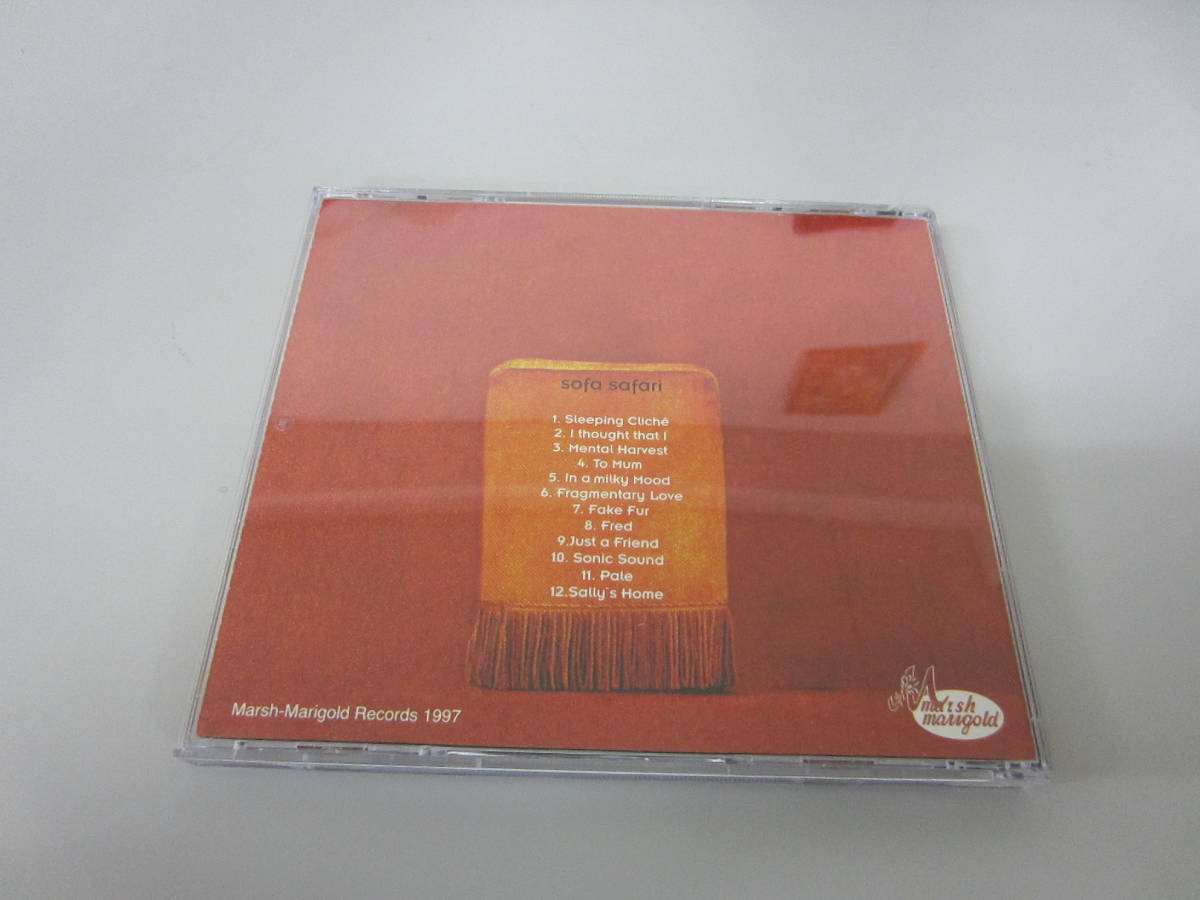 sofa safari
1. Sleeping Cliché
2. I thought that I
3. Mental Harvest
4. To Mum
5. In a milky Mood
6. Fragmentary Love
7. Fake Fur
8. Fred
9.Just a Friend
10. Sonic Sound
11. Pale
12.Sally`s Home
Marsh-Marigold Records 1997
marsh
marigold